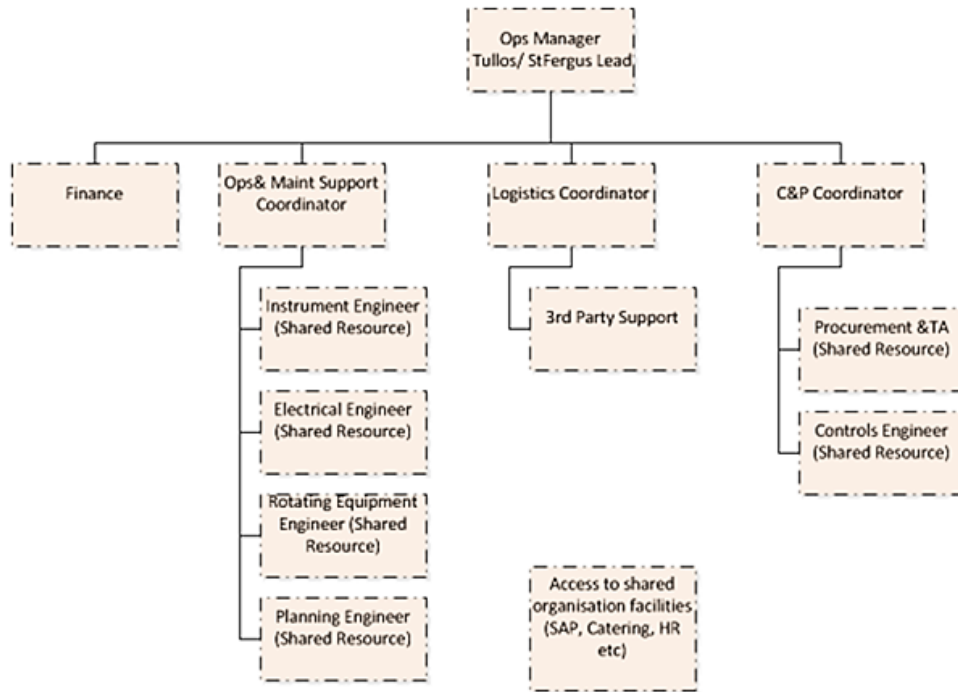 Ops Manager
Tullos/ StFergus Lead
Finance
Ops& Maint Support
Coordinator
Logistics Coordinator
C&P Coordinator
Instrument Engineer
(Shared Resource)
Electrical Engineer
(Shared Resource)
Rotating Equipment
Engineer (Shared
Resource)
Planning Engineer
(Shared Resource)
3rd Party Support
Procurement &TA
(Shared Resource)
Controls Engineer
(Shared Resource)
Access to shared
organisation facilities
(SAP, Catering, HR
etc)